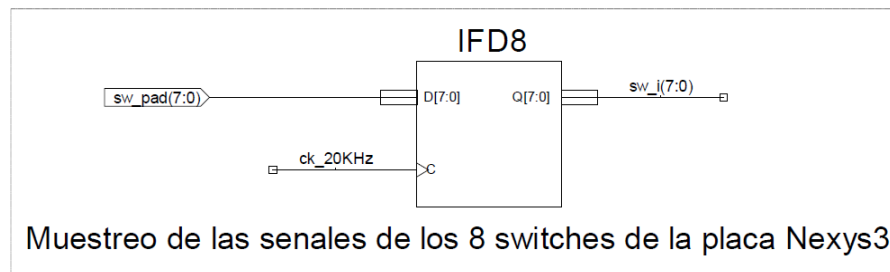 IFD8
sw_pad(7:0)
D[7:0]
Q[7:0]
sw_i(7:0)
ck_20KHz
C
Muestreo de las senales de los 8 switches de la placa Nexys3